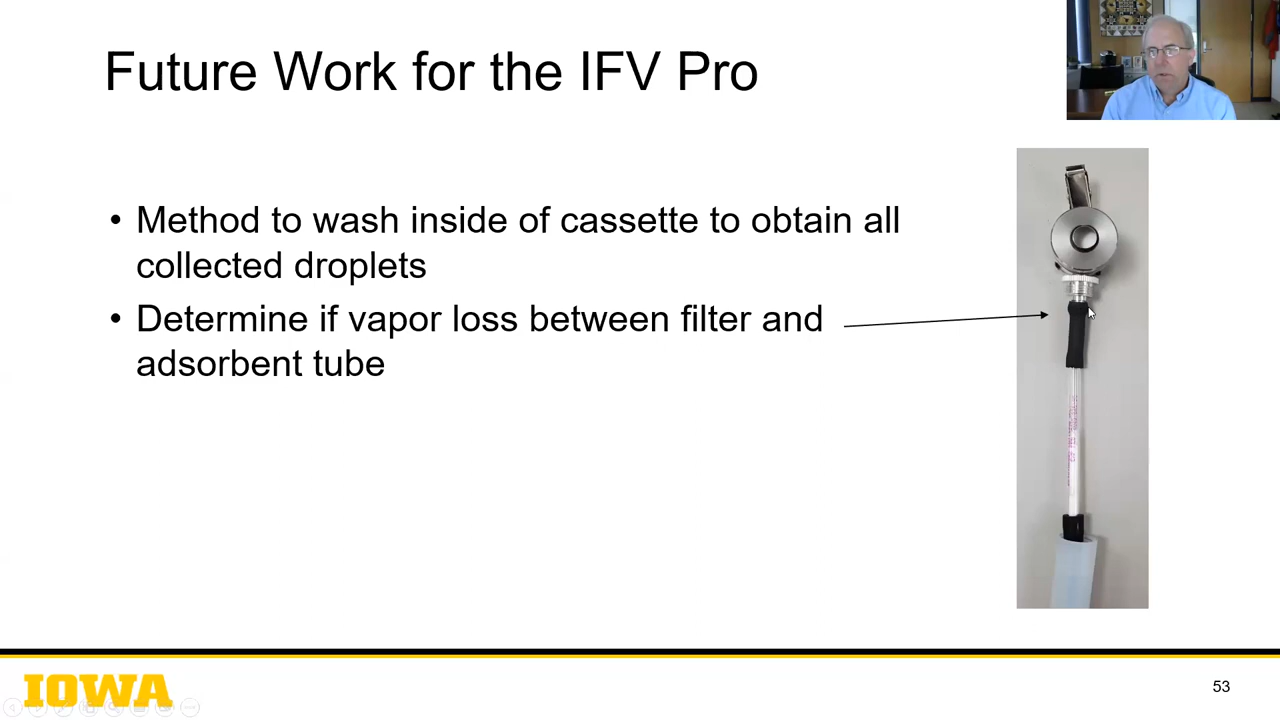 Future Work for the IFV Pro
• Method to wash inside of cassette to obtain all
collected droplets
• Determine if vapor loss between filter and
adsorbent tube
IOWA
53